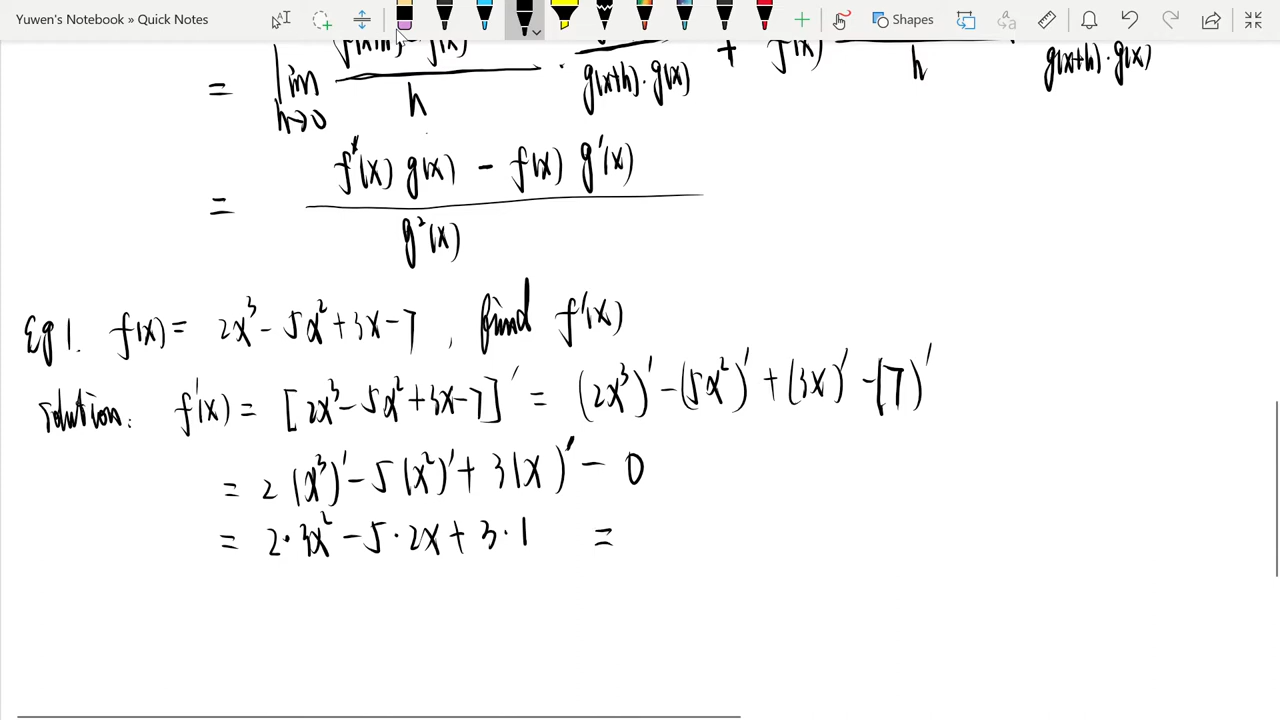 Yuwen's Notebook » Quick Notes Shapes
= lim h→0 h · g(x+h)·g(x) + f(x) h · g(x+h)·g(x)
= f'(x) g(x) - f(x) g'(x) / g²(x)
Eg 1. f(x) = 2x³ - 5x² + 3x - 7 , find f'(x)
solution: f'(x) = [2x³ - 5x² + 3x - 7]' = (2x³)' - (5x²)' + (3x)' - (7)'
= 2(x³)' - 5(x²)' + 3(x)' - 0
= 2·3x² - 5·2x + 3·1 =